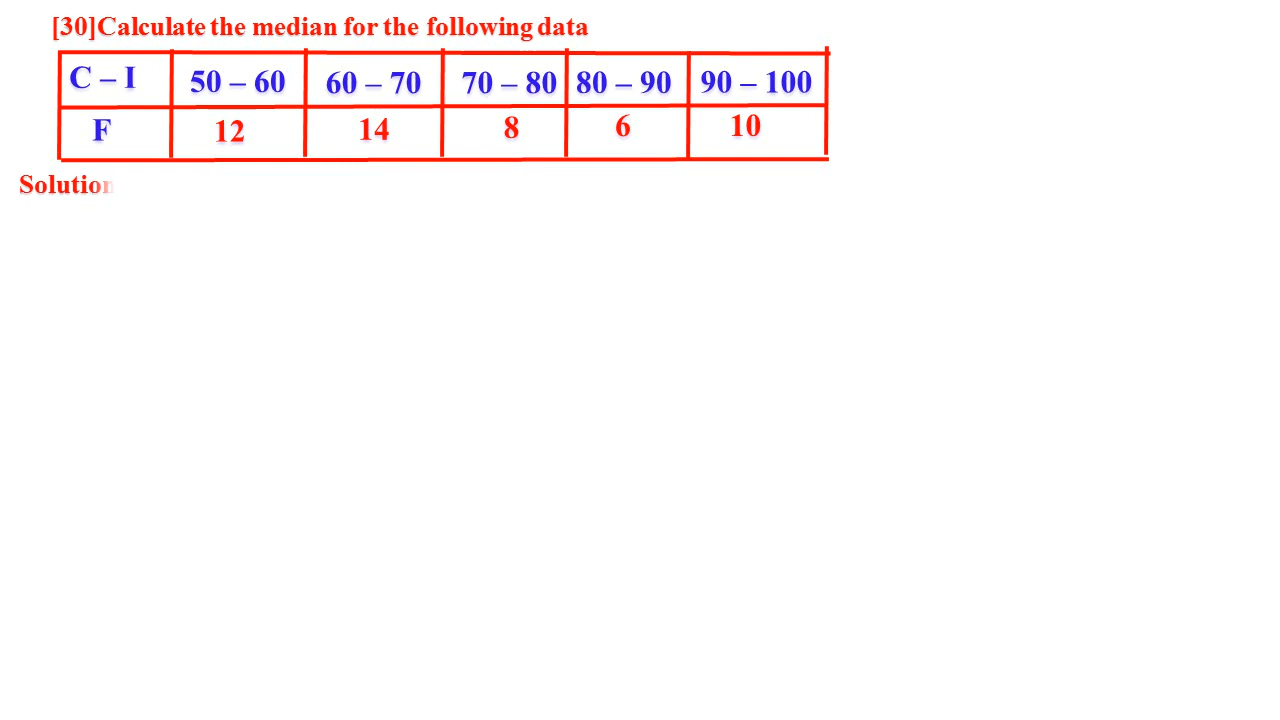 [30]Calculate the median for the following data
C – I 50 – 60 60 – 70 70 – 80 80 – 90 90 – 100
F 12 14 8 6 10
Solution